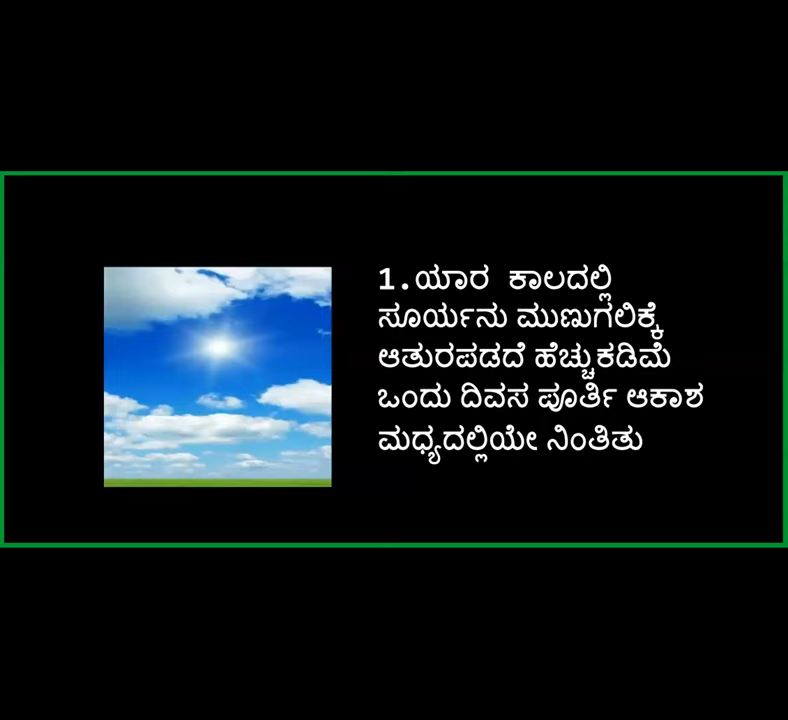 1.ಯಾರ ಕಾಲದಲ್ಲಿ
ಸೂರ್ಯನು ಮುಣುಗಲಿಕ್ಕೆ
ಆತುರಪಡದೆ ಹೆಚ್ಚುಕಡಿಮೆ
ಒಂದು ದಿವಸ ಪೂರ್ತಿ ಆಕಾಶ
ಮಧ್ಯದಲ್ಲಿಯೇ ನಿಂತಿತು